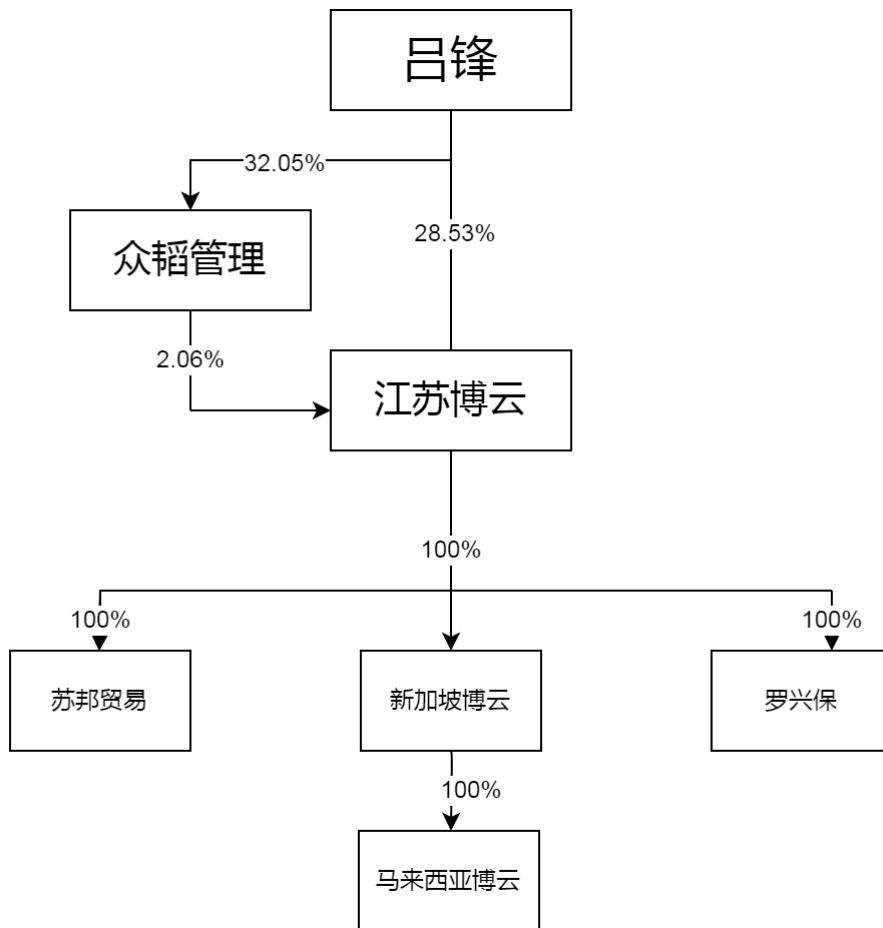 吕锋
32.05%
众韬管理
28.53%
2.06%
江苏博云
100%
100%
100%
苏邦贸易
新加坡博云
罗兴保
100%
马来西亚博云